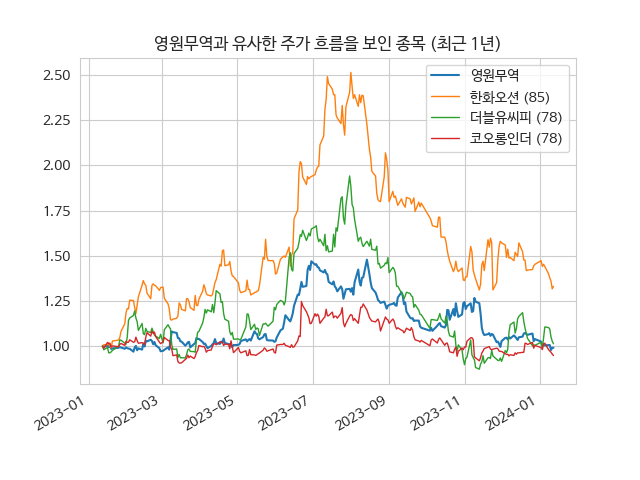 영원무역과 유사한 주가 흐름을 보인 종목 (최근 1년)
영원무역
한화오션 (85)
더블유씨피 (78)
코오롱인더 (78)
2.50
2.25
2.00
1.75
1.50
1.25
1.00
2023-01
2023-03
2023-05
2023-07
2023-09
2023-11
2024-01